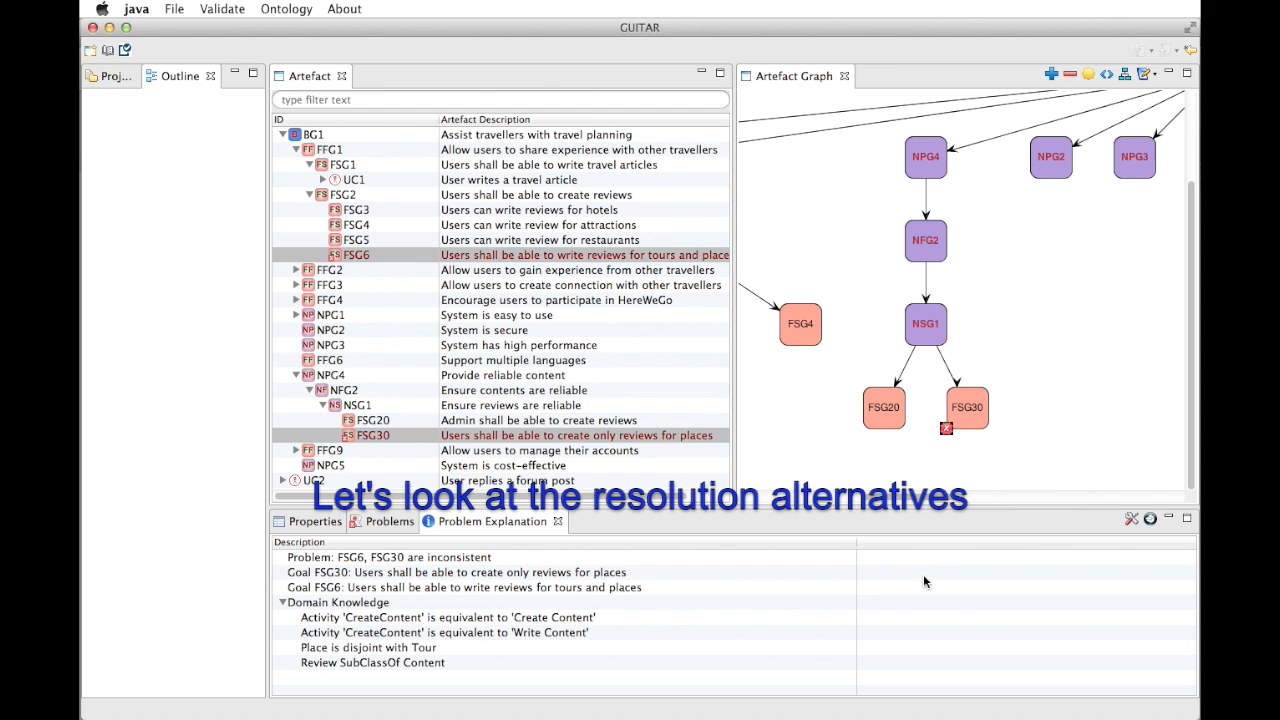 java File Validate Ontology About
GUITAR
Proj... Outline
Artefact
type filter text
ID Artefact Description
BG1 Assist travellers with travel planning
FFG1 Allow users to share experience with other travellers
FSG1 Users shall be able to write travel articles
UC1 User writes a travel article
FSG2 Users shall be able to create reviews
FSG3 Users can write reviews for hotels
FSG4 Users can write review for attractions
FSG5 Users can write review for restaurants
FSG6 Users shall be able to write reviews for tours and place
FFG2 Allow users to gain experience from other travellers
FFG3 Allow users to create connection with other travellers
FFG4 Encourage users to participate in HereWeGo
NPG1 System is easy to use
NPG2 System is secure
NPG3 System has high performance
FFG6 Support multiple languages
NPG4 Provide reliable content
NFG2 Ensure contents are reliable
NSG1 Ensure reviews are reliable
FSG20 Admin shall be able to create reviews
FSG30 Users shall be able to create only reviews for places
FFG9 Allow users to manage their accounts
NPG5 System is cost-effective
UC2 User replies a forum post
Artefact Graph
NPG4 NPG2 NPG3
NFG2
FSG4 NSG1
FSG20 FSG30
Let's look at the resolution alternatives
Properties Problems Problem Explanation
Description
Problem: FSG6, FSG30 are inconsistent
Goal FSG30: Users shall be able to create only reviews for places
Goal FSG6: Users shall be able to write reviews for tours and places
Domain Knowledge
Activity 'CreateContent' is equivalent to 'Create Content'
Activity 'CreateContent' is equivalent to 'Write Content'
Place is disjoint with Tour
Review SubClassOf Content